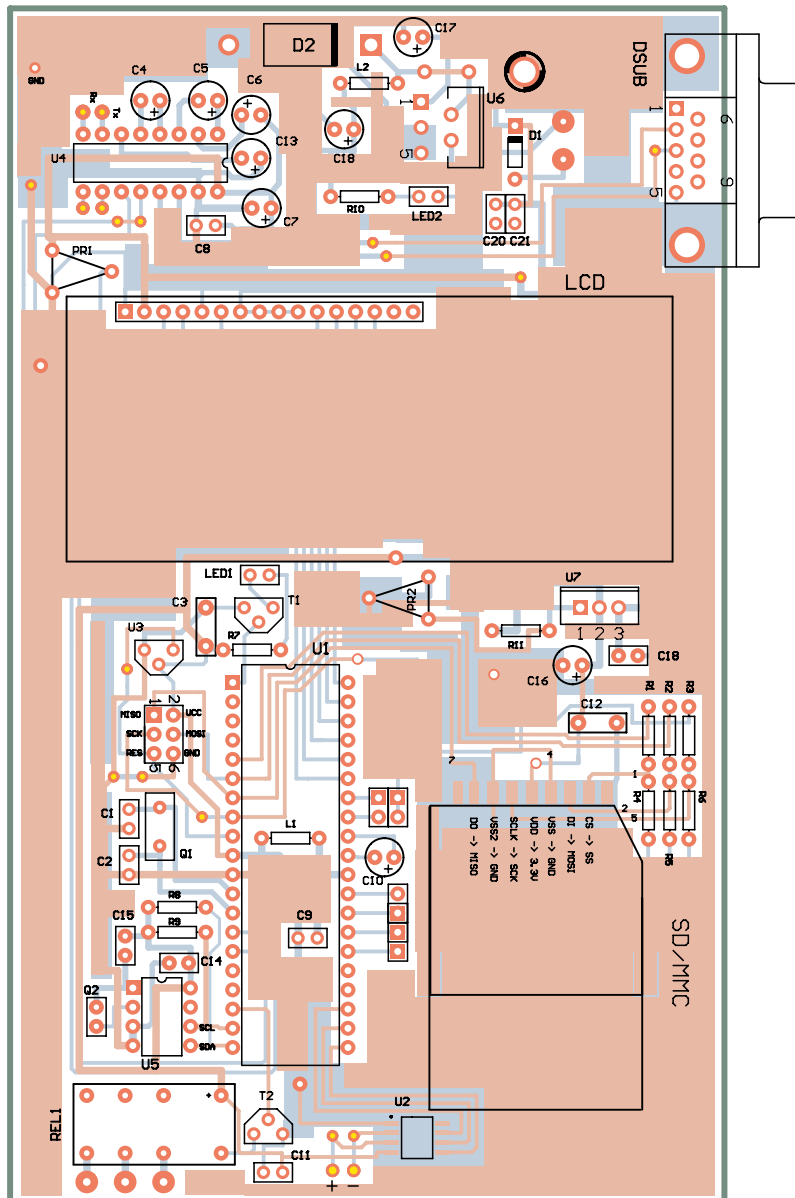 C17
D2
DSUB
GND
C4
C5
C6
L2
U6
Rx
Tx
1
1
6
D1
U4
C13
C18
5
9
5
R10
LED2
C7
C8
C20 C21
PR1
LCD
LED1
U7
C3
T1
PR2
U3
R7
U1
R11
1 2 3
C18
C16
R1
R2
R3
1
2
MISO
VCC
SCK
MOSI
RES
GND
5
6
C12
7
4
1
C1
L1
2
5
R4
R6
Q1
C2
R5
C10
DO -> MISO
VSS2 -> GND
SCLK -> SCK
VDD -> 3.3V
VSS -> GND
DI -> MOSI
CS -> SS
R8
R9
C15
C9
SD/MMC
C14
Q2
SCL
SDA
U5
REL1
+
T2
U2
C11
+ -